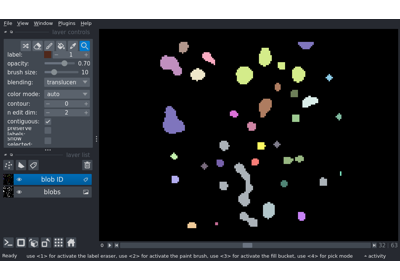 File View Window Plugins Help
layer controls
label: 1
opacity: 0.70
brush size: 10
blending: translucen
color mode: auto
contour: 0
n edit dim: 2
contiguous: ✓
preserve
labels:
show
selected:
layer list
blob ID
blobs
0 32 63
Ready use <1> for activate the label eraser, use <2> for activate the paint brush, use <3> for activate the fill bucket, use <4> for pick mode activity